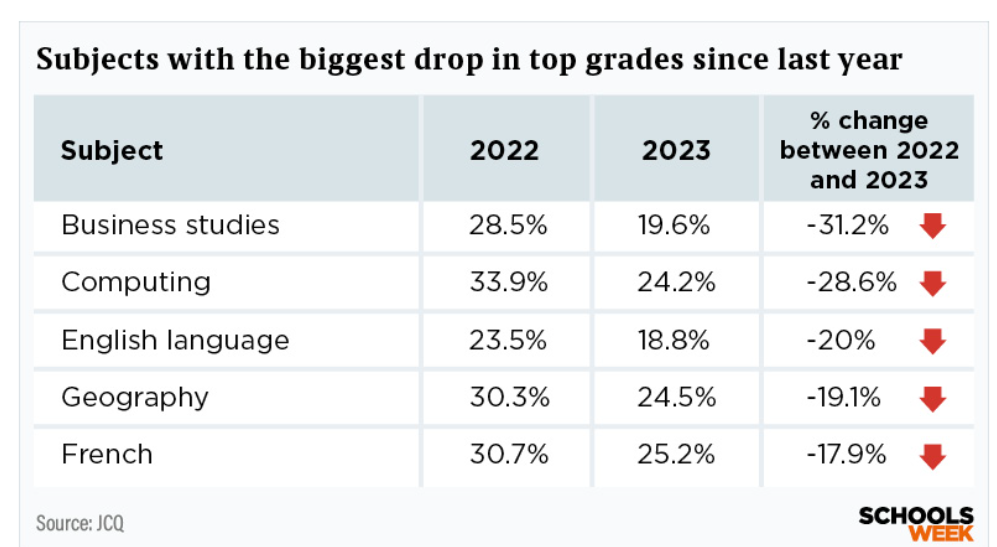 Subjects with the biggest drop in top grades since last year
Subject 2022 2023 % change between 2022 and 2023
Business studies 28.5% 19.6% -31.2%
Computing 33.9% 24.2% -28.6%
English language 23.5% 18.8% -20%
Geography 30.3% 24.5% -19.1%
French 30.7% 25.2% -17.9%
Source: JCQ
SCHOOLS
WEEK